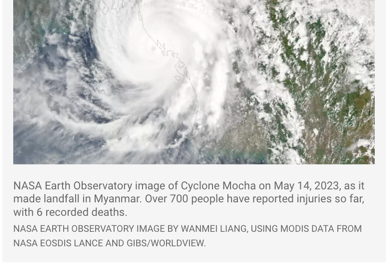 NASA Earth Observatory image of Cyclone Mocha on May 14, 2023, as it
made landfall in Myanmar. Over 700 people have reported injuries so far,
with 6 recorded deaths.
NASA EARTH OBSERVATORY IMAGE BY WANMEI LIANG, USING MODIS DATA FROM
NASA EOSDIS LANCE AND GIBS/WORLDVIEW.